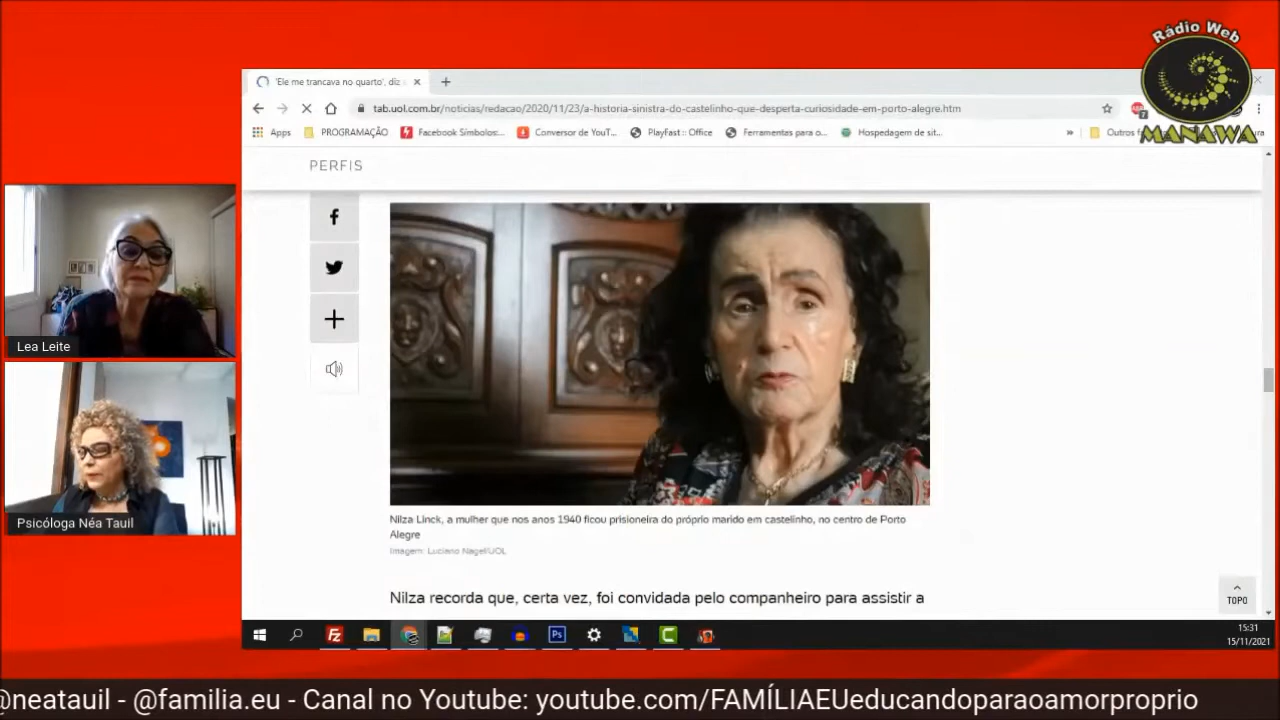 Rádio Web
MANAWA
'Ele me trancava no quarto', diz
tab.uol.com.br/noticias/redacao/2020/11/23/a-historia-sinistra-do-castelinho-que-desperta-curiosidade-em-porto-alegre.htm
Apps PROGRAMAÇÃO Facebook Símbolos:... Conversor de YouT... PlayFast :: Office Ferramentas para o... Hospedagem de sit... » Outros
PERFIS
Lea Leite
Psicóloga Néa Tauil
Nilza Linck, a mulher que nos anos 1940 ficou prisioneira do próprio marido em castelinho, no centro de Porto
Alegre
Imagem: Luciano Nagel/UOL
Nilza recorda que, certa vez, foi convidada pelo companheiro para assistir a
TOPO
Fz Ps C
15:31
15/11/2021
@neatauil - @familia.eu - Canal no Youtube: youtube.com/FAMÍLIAEUeducandoparaoamorproprio